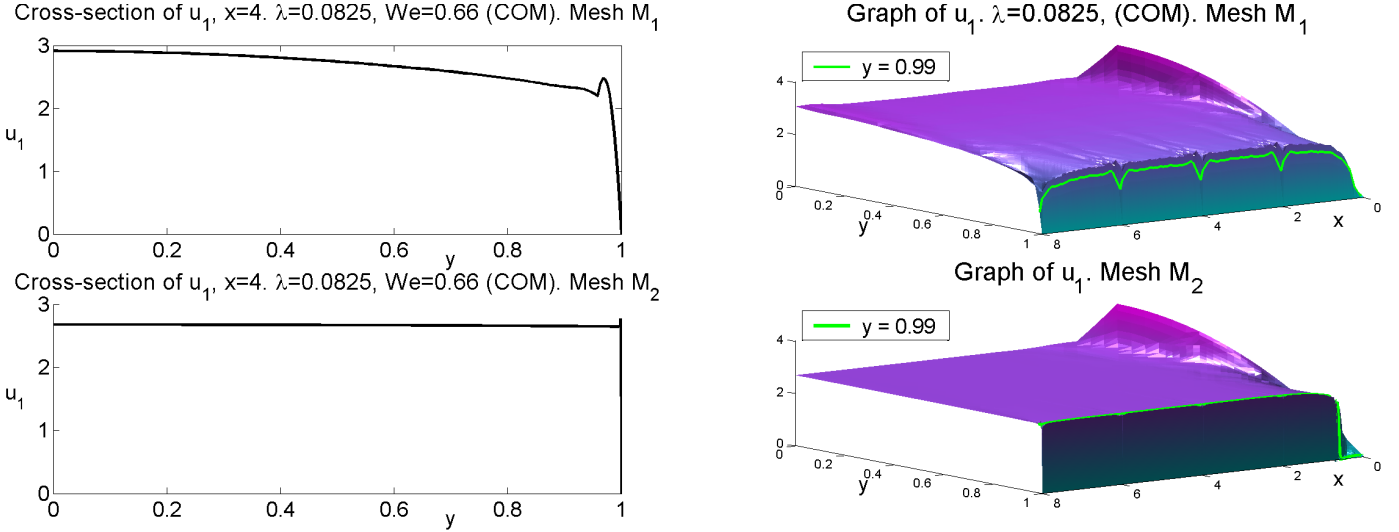 Cross-section of u1, x=4. λ=0.0825, We=0.66 (COM). Mesh M1
3
2
1
0
u1
0 0.2 0.4 0.6 0.8 1
y
Graph of u1. λ=0.0825, (COM). Mesh M1
y = 0.99
4
2
0
0 0.2 0.4 0.6 0.8 1
y
8 6 4 2 0
x
Cross-section of u1, x=4. λ=0.0825, We=0.66 (COM). Mesh M2
3
2
1
0
u1
0 0.2 0.4 0.6 0.8 1
y
Graph of u1. Mesh M2
y = 0.99
4
2
0
0 0.2 0.4 0.6 0.8 1
y
8 6 4 2 0
x